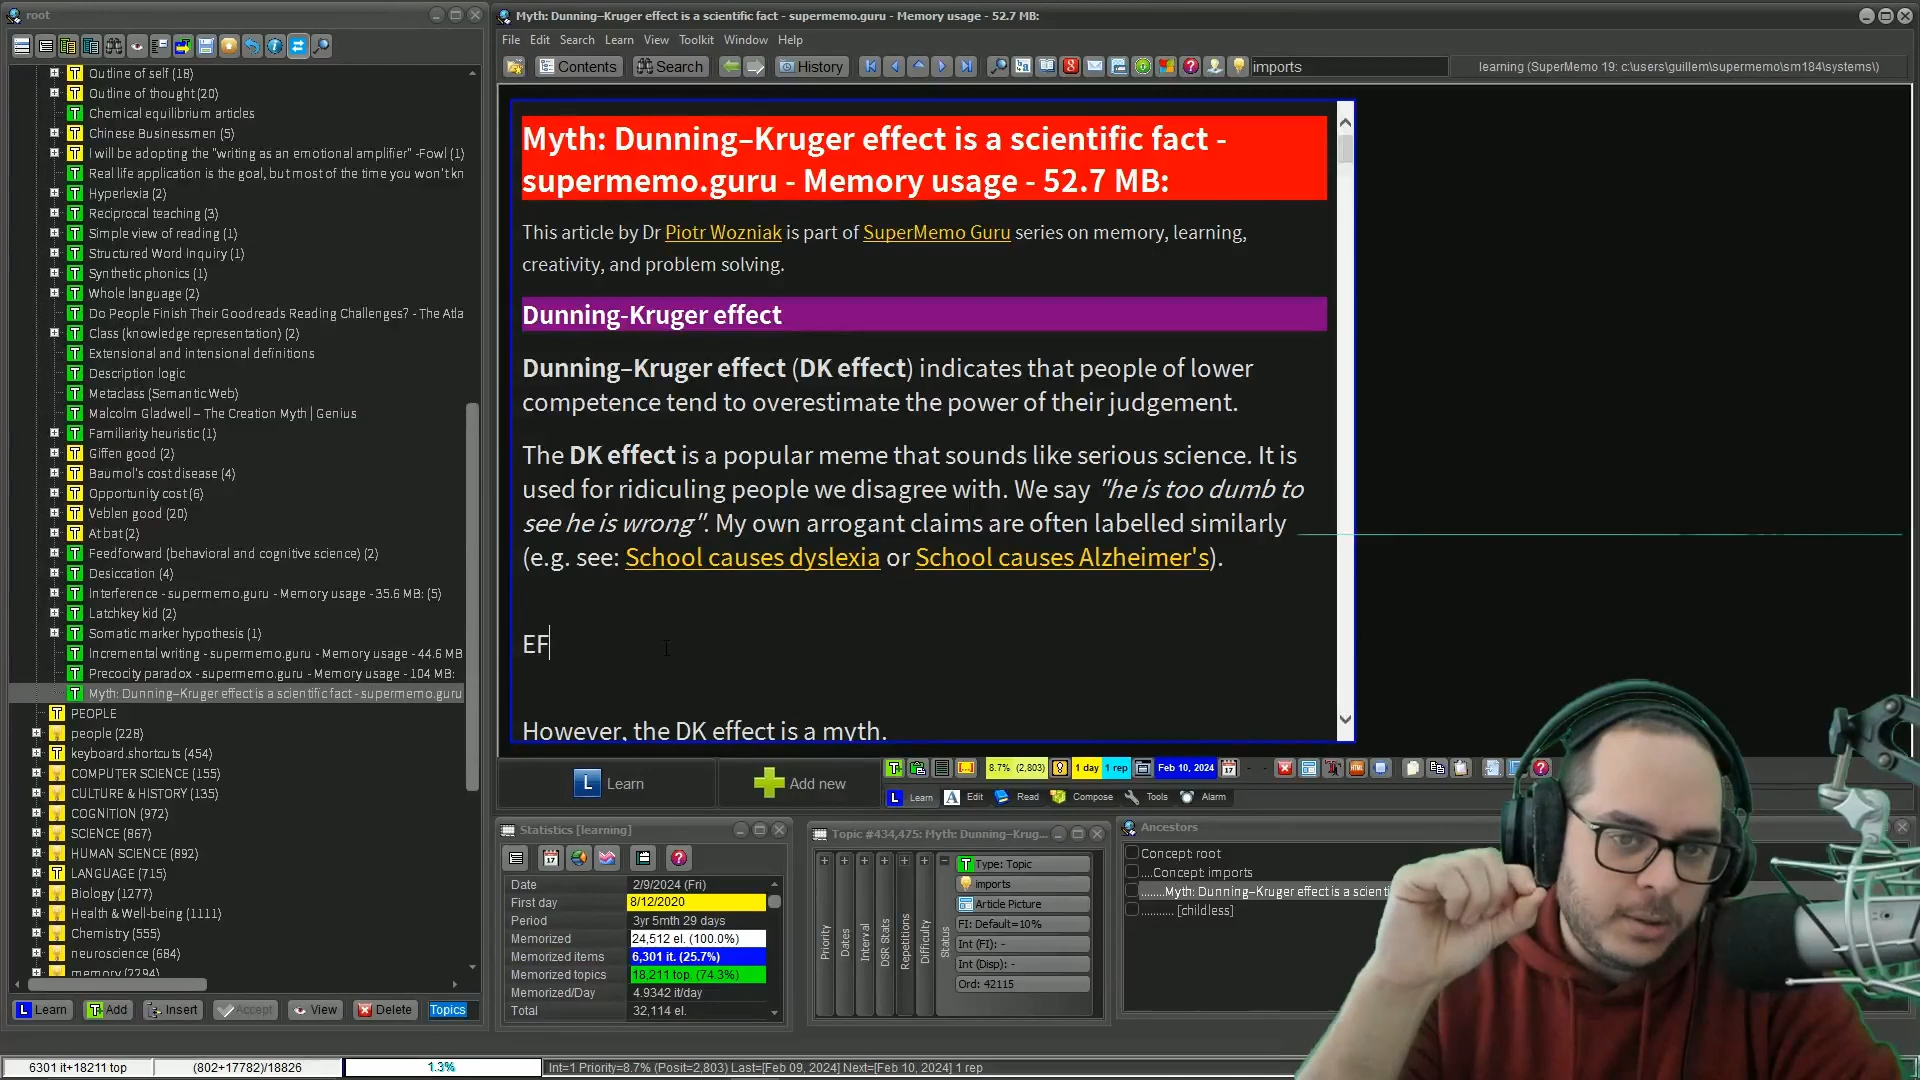 root
Outline of self (18)
Outline of thought (20)
Chemical equilibrium articles
Chinese Businessmen (5)
I will be adopting the "writing as an emotional amplifier" -Fowl (1)
Real life application is the goal, but most of the time you won't kn
Hyperlexia (2)
Reciprocal teaching (3)
Simple view of reading (1)
Structured Word Inquiry (1)
Synthetic phonics (1)
Whole language (2)
Do People Finish Their Goodreads Reading Challenges? - The Atla
Class (knowledge representation) (2)
Extensional and intensional definitions
Description logic
Metaclass (Semantic Web)
Malcolm Gladwell – The Creation Myth | Genius
Familiarity heuristic (1)
Giffen good (2)
Baumol's cost disease (4)
Opportunity cost (6)
Veblen good (20)
At bat (2)
Feedforward (behavioral and cognitive science) (2)
Desiccation (4)
Interference - supermemo.guru - Memory usage - 35.6 MB: (5)
Latchkey kid (2)
Somatic marker hypothesis (1)
Incremental writing - supermemo.guru - Memory usage - 44.6 MB
Precocity paradox - supermemo.guru - Memory usage - 104 MB:
Myth: Dunning–Kruger effect is a scientific fact - supermemo.guru
PEOPLE
people (228)
keyboard.shortcuts (454)
COMPUTER SCIENCE (155)
CULTURE & HISTORY (135)
COGNITION (972)
SCIENCE (867)
HUMAN SCIENCE (892)
LANGUAGE (715)
Biology (1277)
Health & Well-being (1111)
Chemistry (555)
neuroscience (684)
memory (2294)
Learn Add Insert Accept View Delete Topics
6301 it+18211 top (802+17782)/18826 1.3% Int=1 Priority=8.7% (Posit=2,803) Last=[Feb 09, 2024] Next=[Feb 10, 2024] 1 rep
Myth: Dunning–Kruger effect is a scientific fact - supermemo.guru - Memory usage - 52.7 MB:
File Edit Search Learn View Toolkit Window Help
Contents Search History imports learning (SuperMemo 19: c:\users\guillem\supermemo\sm184\systems\)
Myth: Dunning–Kruger effect is a scientific fact -
supermemo.guru - Memory usage - 52.7 MB:
This article by Dr Piotr Wozniak is part of SuperMemo Guru series on memory, learning,
creativity, and problem solving.
Dunning-Kruger effect
Dunning–Kruger effect (DK effect) indicates that people of lower
competence tend to overestimate the power of their judgement.
The DK effect is a popular meme that sounds like serious science. It is
used for ridiculing people we disagree with. We say "he is too dumb to
see he is wrong". My own arrogant claims are often labelled similarly
(e.g. see: School causes dyslexia or School causes Alzheimer's).
EF
However, the DK effect is a myth.
Learn Add new
8.7% (2,803) 1 day 1 rep Feb 10, 2024
Learn Edit Read Compose Tools Alarm
Statistics [learning]
Date 2/9/2024 (Fri)
First day 8/12/2020
Period 3yr 5mth 29 days
Memorized 24,512 el. (100.0%)
Memorized items 6,301 it. (25.7%)
Memorized topics 18,211 top. (74.3%)
Memorized/Day 4.9342 it/day
Total 32,114 el.
Topic #434,475: Myth: Dunning–Krug...
Priority
Dates
Interval
DSR Stats
Repetitions
Difficulty
Status
Type: Topic
imports
Article Picture
FI: Default=10%
Int (FI): -
Int (Disp): -
Ord: 42115
Ancestors
Concept: root
....Concept: imports
........Myth: Dunning–Kruger effect is a scient
............ [childless]